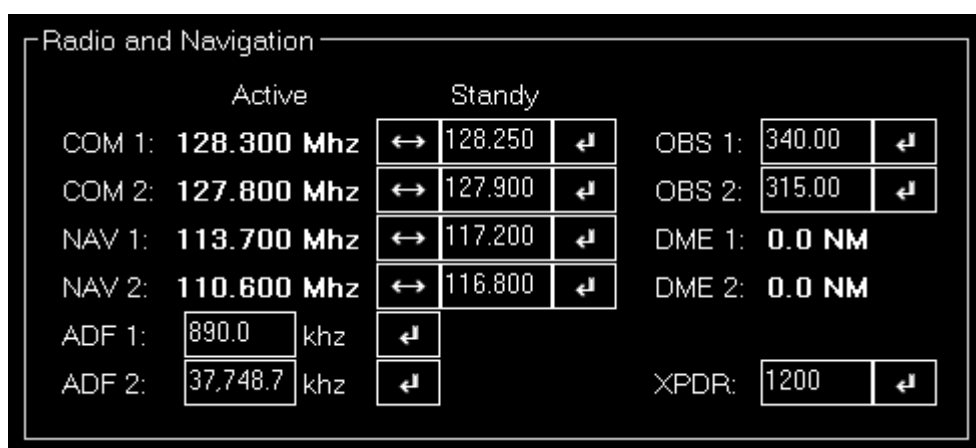 Radio and Navigation
Active Standy
COM 1: 128.300 Mhz 128.250 OBS 1: 340.00
COM 2: 127.800 Mhz 127.900 OBS 2: 315.00
NAV 1: 113.700 Mhz 117.200 DME 1: 0.0 NM
NAV 2: 110.600 Mhz 116.800 DME 2: 0.0 NM
ADF 1: 890.0 khz
ADF 2: 37,748.7 khz XPDR: 1200